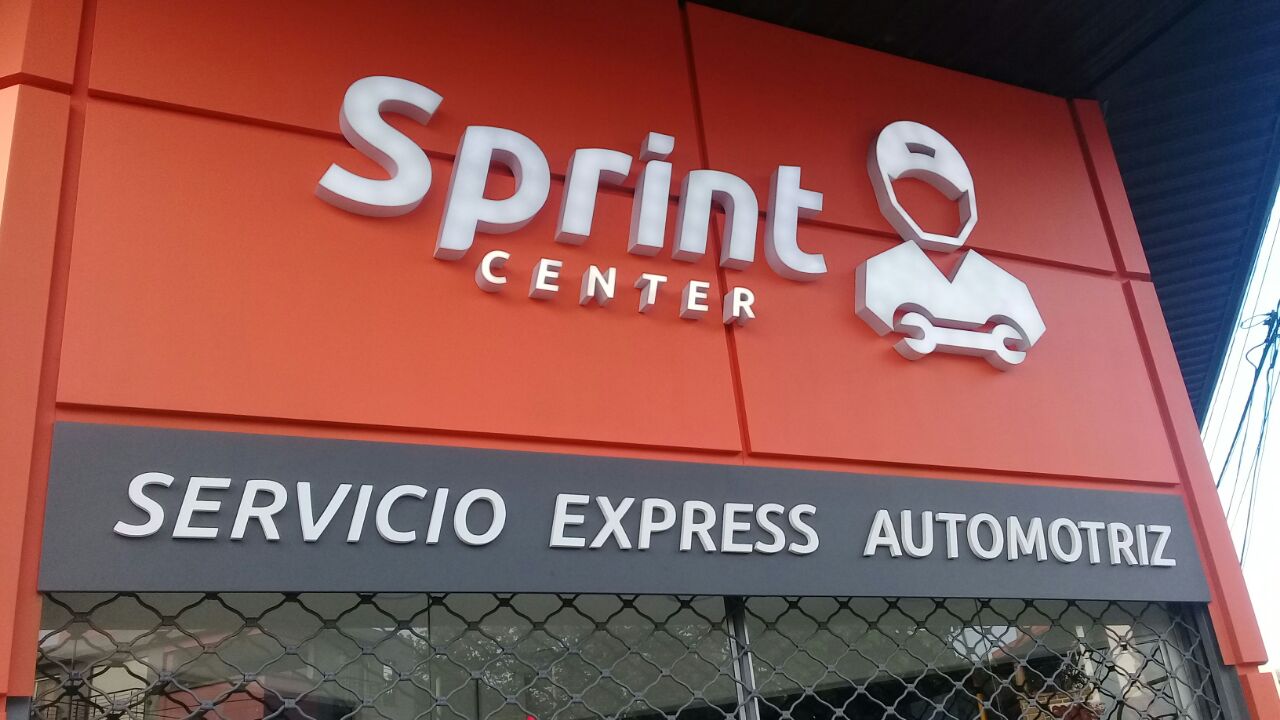 Sprint
CENTER
SERVICIO EXPRESS AUTOMOTRIZ